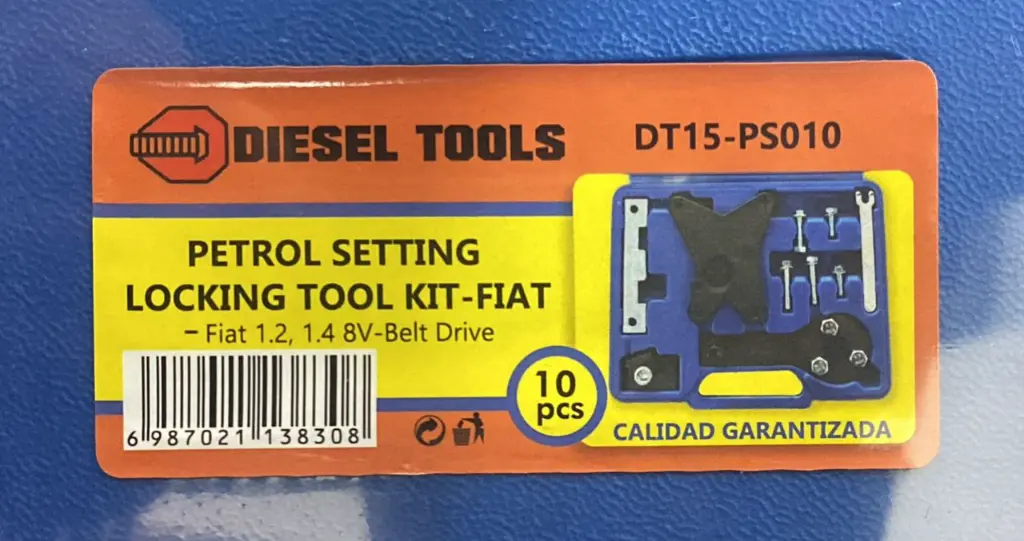 DIESEL TOOLS
DT15-PS010
PETROL SETTING
LOCKING TOOL KIT-FIAT
– Fiat 1.2, 1.4 8V-Belt Drive
6 987021 138308
10
pcs
CALIDAD GARANTIZADA